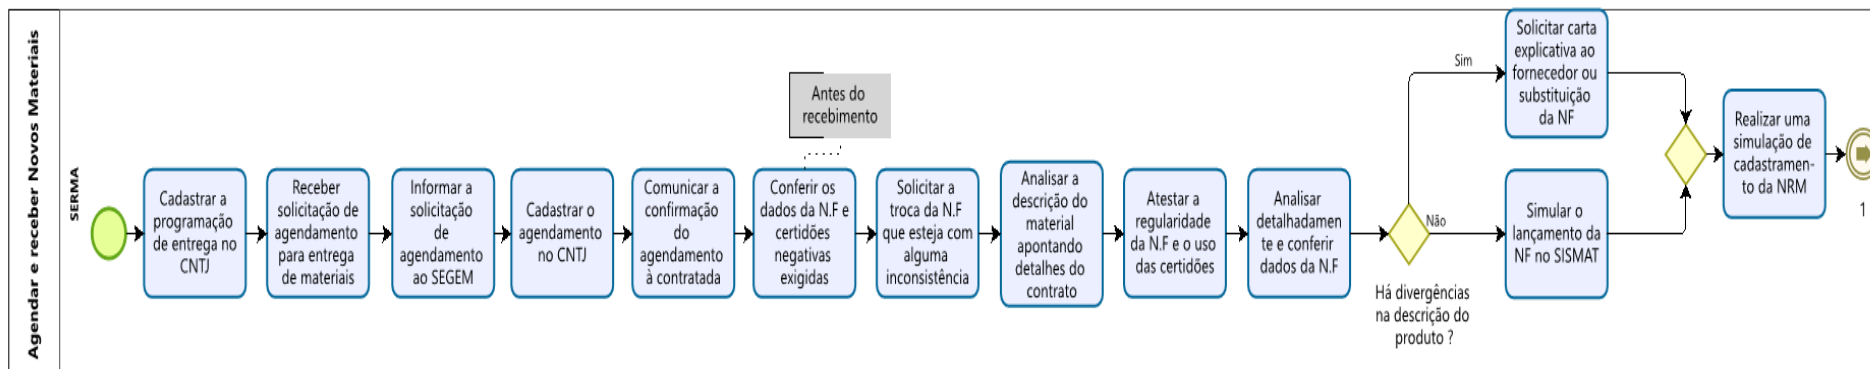 Agendar e receber Novos Materiais
SERMA
Cadastrar a
programação
de entrega no
CNTJ
Receber
solicitação de
agendamento
para entrega
de materiais
Informar a
solicitação
de
agendamento
ao SEGEM
Cadastrar o
agendamento
no CNTJ
Comunicar a
confirmação
do
agendamento
à contratada
Antes do
recebimento
Conferir os
dados da N.F e
certidões
negativas
exigidas
Solicitar a
troca da N.F
que esteja com
alguma
inconsistência
Analisar a
descrição do
material
apontando
detalhes do
contrato
Atestar a
regularidade
da N.F e o uso
das certidões
Analisar
detalhadamen
te e conferir
dados da N.F
Há divergências
na descrição do
produto ?
Sim
Solicitar carta
explicativa ao
fornecedor ou
substituição
da NF
Não
Simular o
lançamento da
NF no SISMAT
Realizar uma
simulação de
cadastramen-
to da NRM
1